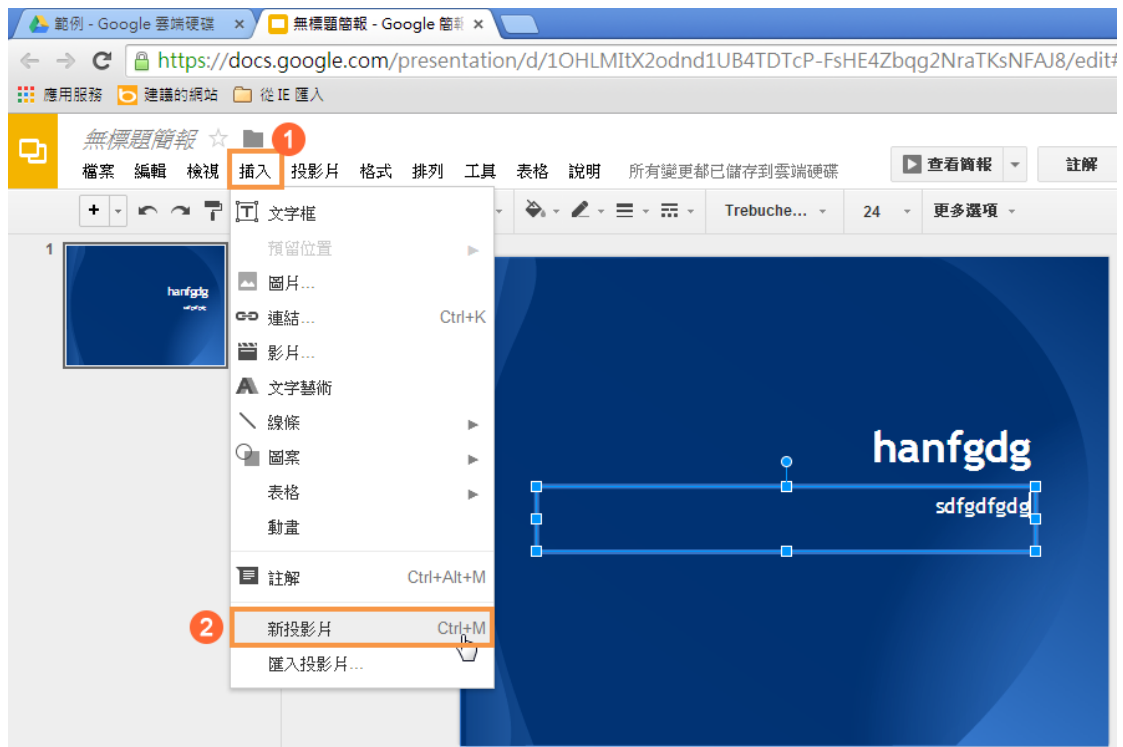 範例 - Google 雲端硬碟
無標題簡報 - Google 簡報
https://docs.google.com/presentation/d/1OHLMItX2odnd1UB4TDTcP-FsHE4Zbqg2NraTKsNFAJ8/edit#
應用服務 建議的網站 從 IE 匯入
無標題簡報
1
檔案 編輯 檢視 插入 投影片 格式 排列 工具 表格 說明 所有變更都已儲存到雲端硬碟
查看簡報 註解
Trebuche... 24 更多選項
文字框
預留位置
圖片...
連結... Ctrl+K
影片...
文字藝術
線條
圖案
表格
動畫
註解 Ctrl+Alt+M
2
新投影片 Ctrl+M
匯入投影片...
1
hanfgdg
hanfgdg
sdfgdfgdg